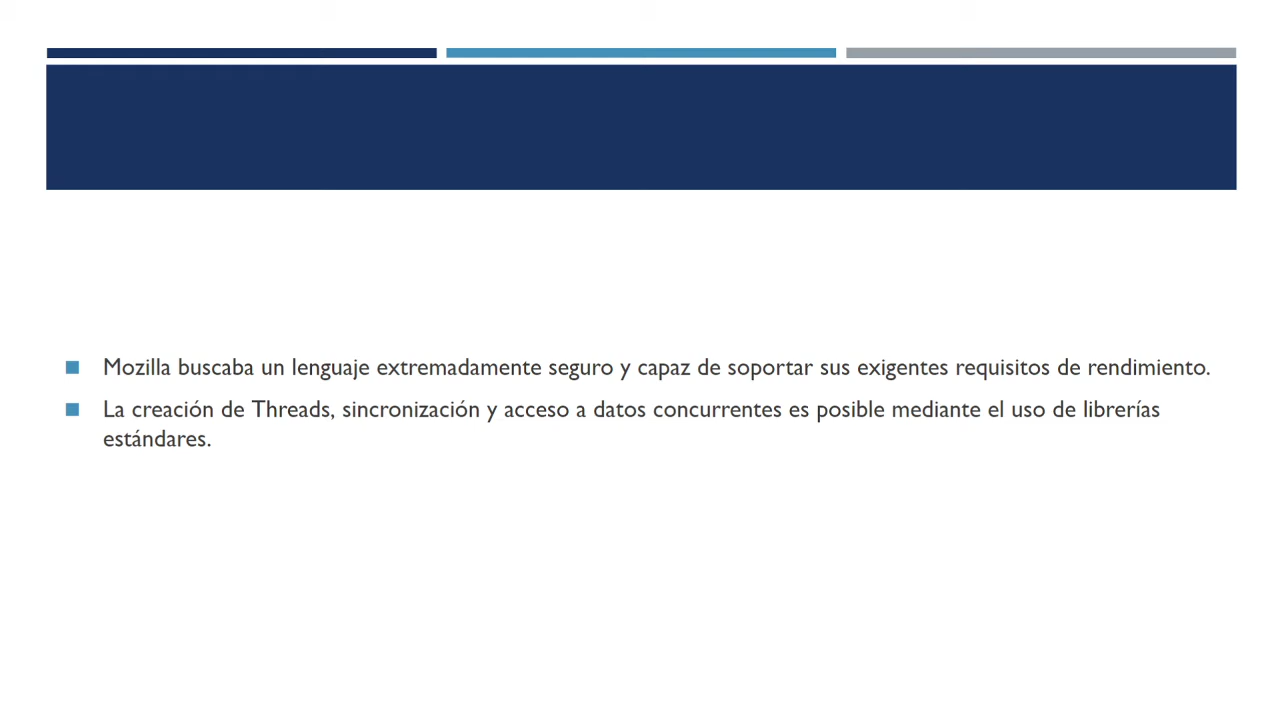 Mozilla buscaba un lenguaje extremadamente seguro y capaz de soportar sus exigentes requisitos de rendimiento.
La creación de Threads, sincronización y acceso a datos concurrentes es posible mediante el uso de librerías
estándares.